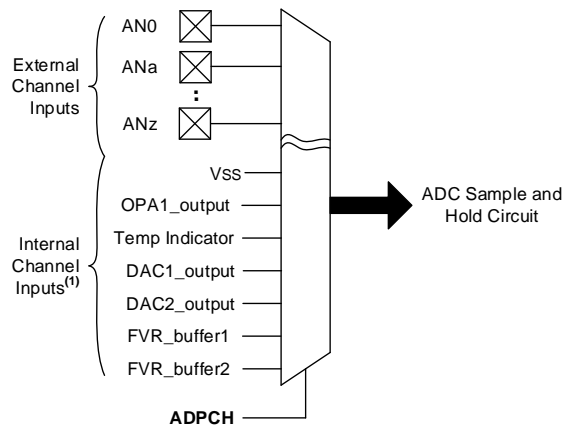 AN0
ANa
:
ANz
External
Channel
Inputs
VSS
OPA1_output
Temp Indicator
DAC1_output
DAC2_output
FVR_buffer1
FVR_buffer2
Internal
Channel
Inputs(1)
ADC Sample and
Hold Circuit
ADPCH